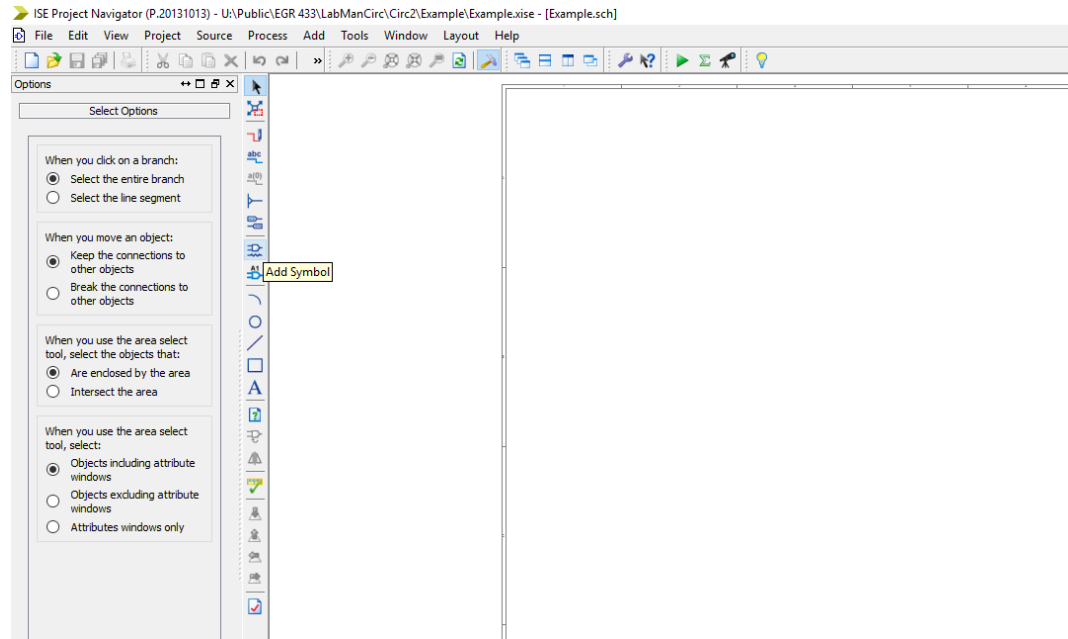 ISE Project Navigator (P.20131013) - U:\Public\EGR 433\LabManCirc\Circ2\Example\Example.xise - [Example.sch]
File Edit View Project Source Process Add Tools Window Layout Help
»
Options
Select Options
When you click on a branch:
Select the entire branch
Select the line segment
When you move an object:
Keep the connections to
other objects
Break the connections to
other objects
When you use the area select
tool, select the objects that:
Are enclosed by the area
Intersect the area
When you use the area select
tool, select:
Objects including attribute
windows
Objects excluding attribute
windows
Attributes windows only
abc
a(0)
A1
Add Symbol
A